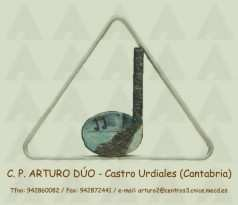 C. P. ARTURO DÚO - Castro Urdiales (Cantabria)
Tfno: 942860082 / Fax: 942872441 / e-mail: arturo2@centros3.cnice.mecd.es